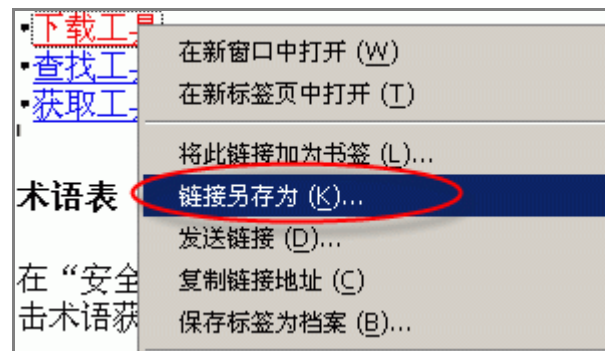 ▪下载工具
▪查找工
▪获取工
术语表
在“安全
击术语获
在新窗口中打开 (W)
在新标签页中打开 (T)
将此链接加为书签 (L)...
链接另存为 (K)...
发送链接 (D)...
复制链接地址 (C)
保存标签为档案 (B)...